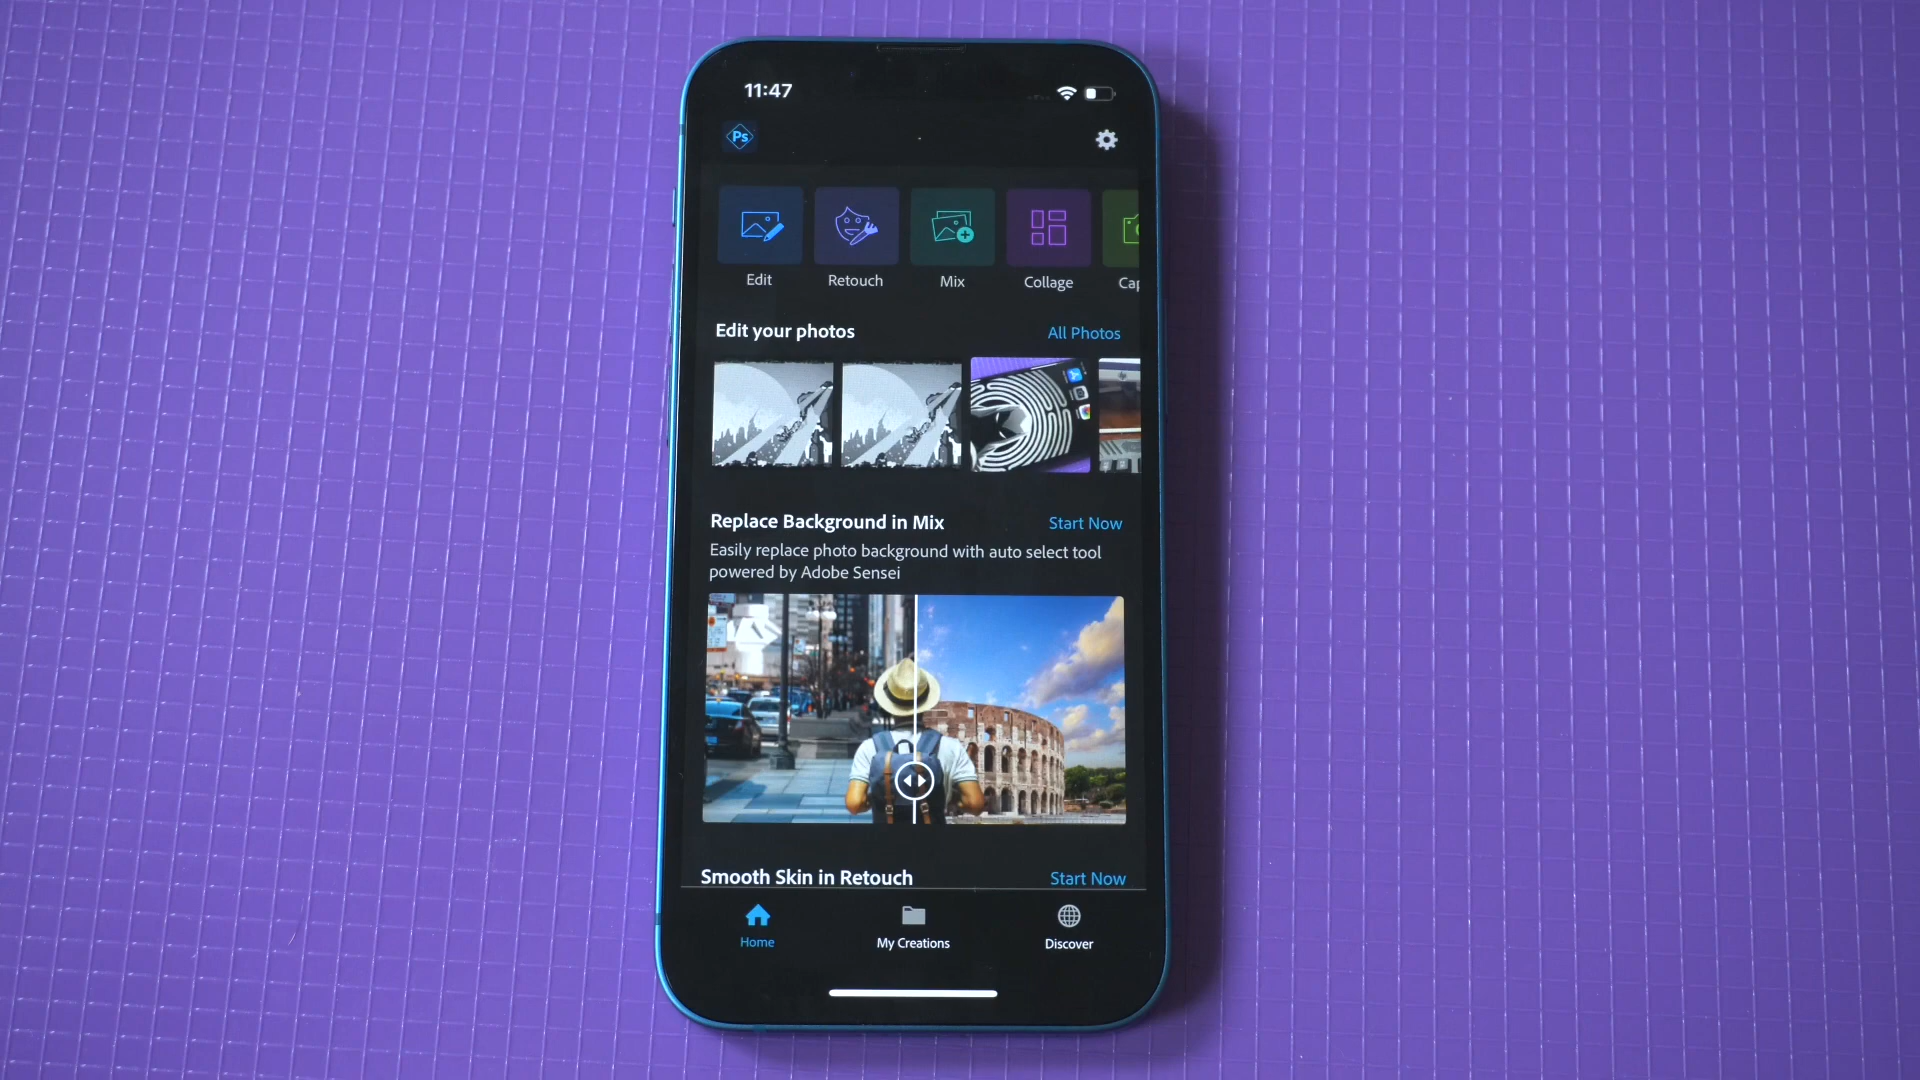 11:47
Ps
Edit
Retouch
Mix
Collage
Cap
Edit your photos
All Photos
Replace Background in Mix
Start Now
Easily replace photo background with auto select tool
powered by Adobe Sensei
Smooth Skin in Retouch
Start Now
Home
My Creations
Discover